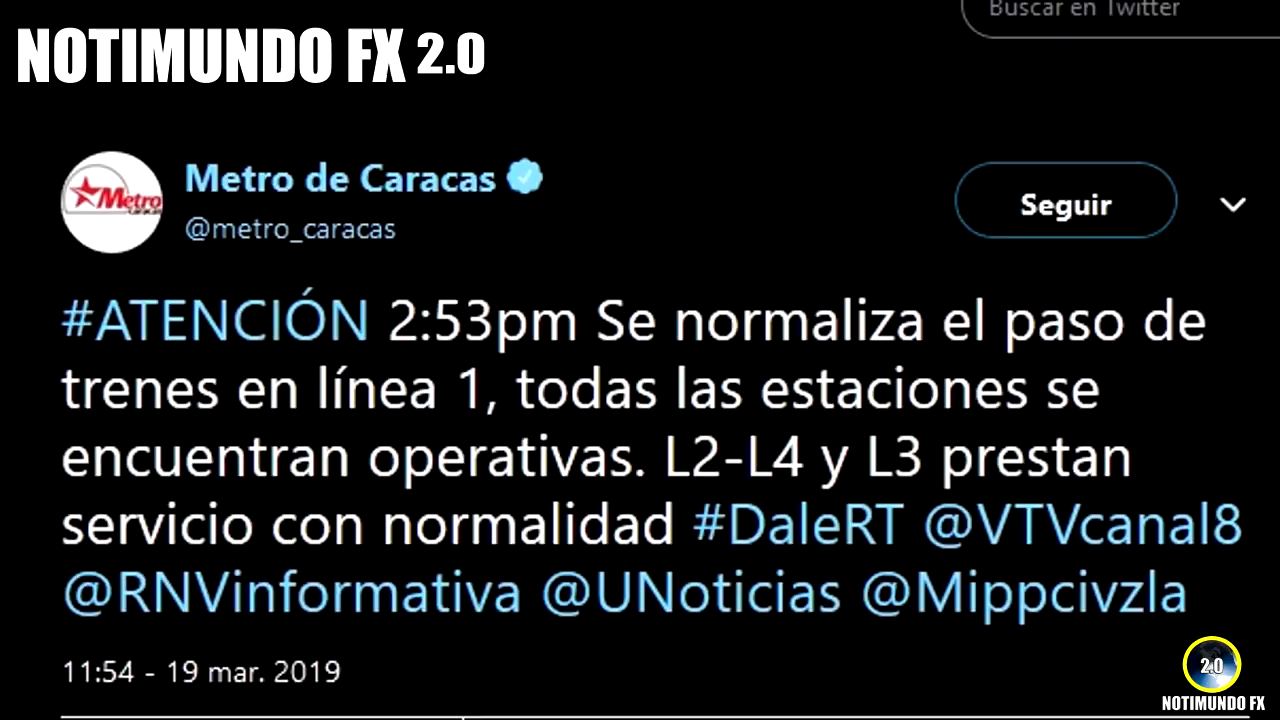 Buscar en Twitter
NOTIMUNDO FX 2.0
Metro de Caracas
Metro
@metro_caracas
Seguir
#ATENCIÓN 2:53pm Se normaliza el paso de
trenes en línea 1, todas las estaciones se
encuentran operativas. L2-L4 y L3 prestan
servicio con normalidad #DaleRT @VTVcanal8
@RNVinformativa @UNoticias @Mippcivzla
11:54 - 19 mar. 2019
2.0
NOTIMUNDO FX